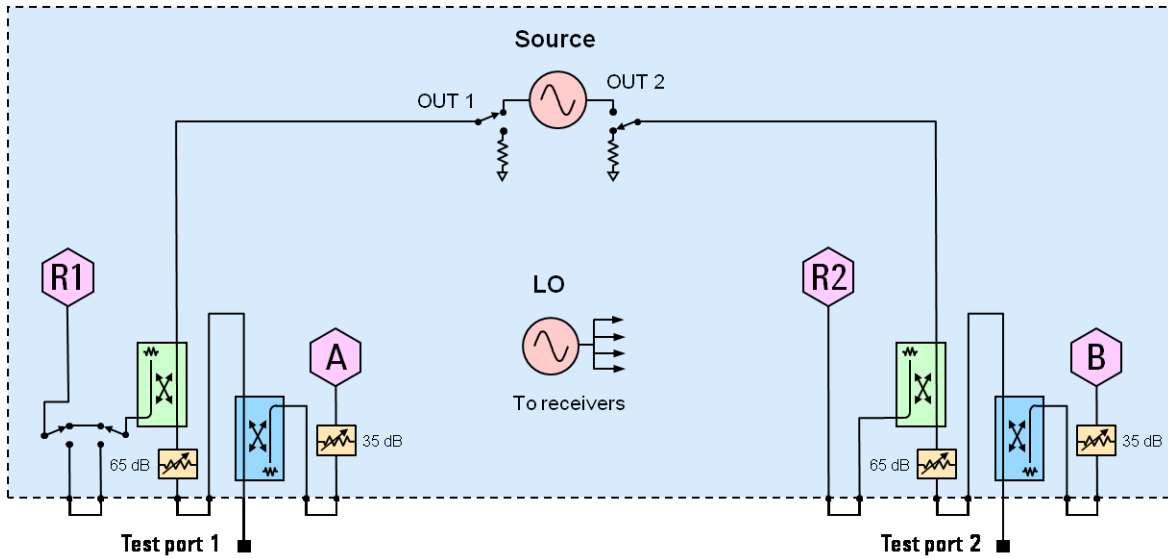 Source
OUT 1
OUT 2
R1
LO
R2
A
B
To receivers
35 dB
65 dB
65 dB
35 dB
Test port 1
Test port 2